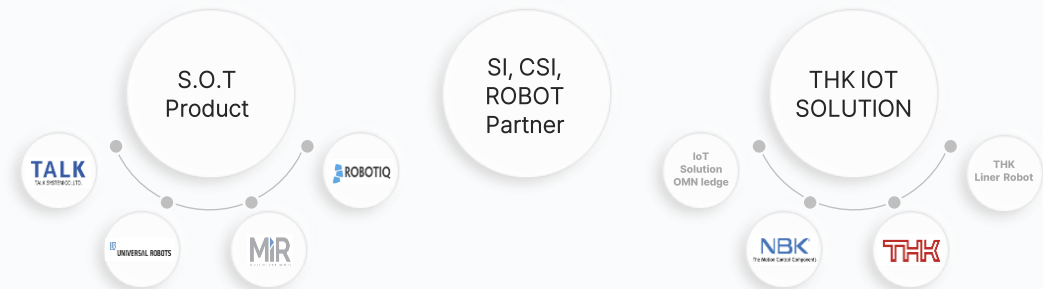 S.O.T
Product
TALK
TALK SYSTEM CO.,LTD.
UNIVERSAL ROBOTS
MiR
ROBOTIQ
SI, CSI,
ROBOT
Partner
THK IOT
SOLUTION
IoT
Solution
OMN ledge
NBK
The Motion Control Components
THK
THK
Liner Robot